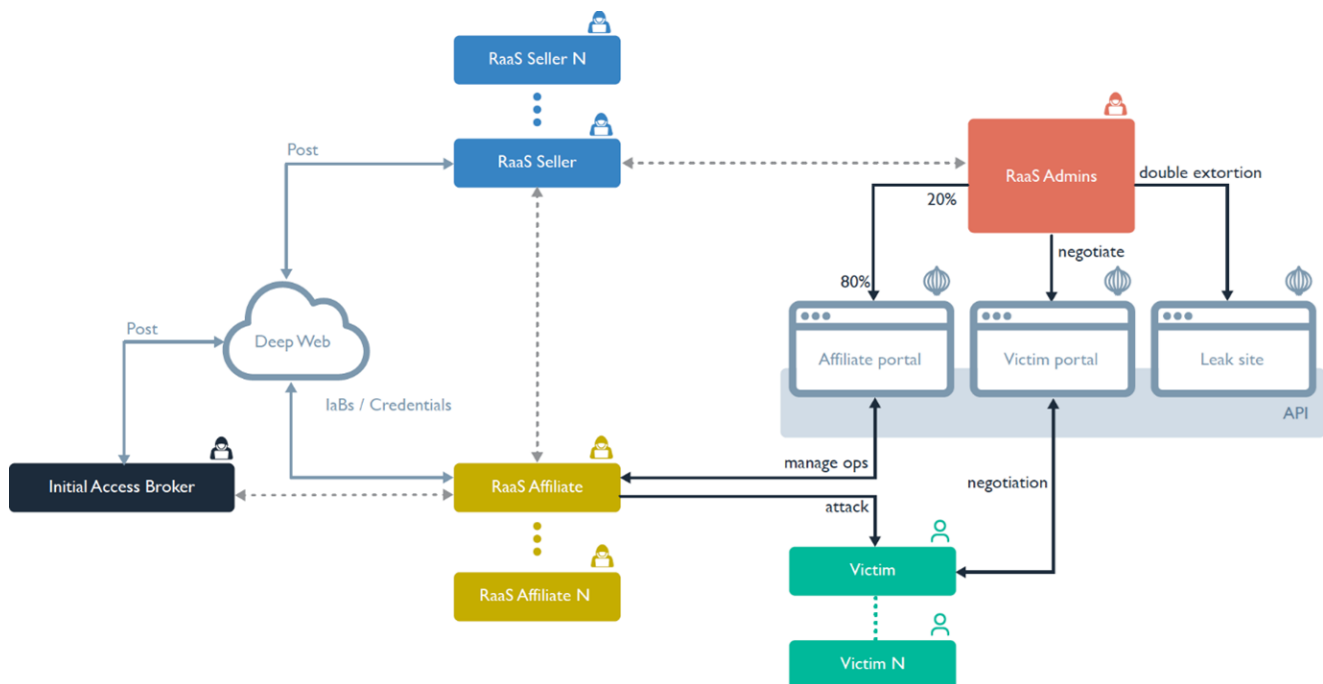 RaaS Seller N
Post
RaaS Seller
RaaS Admins
double extortion
20%
negotiate
80%
Post
Deep Web
Affiliate portal
Victim portal
Leak site
IaBs / Credentials
API
manage ops
Initial Access Broker
RaaS Affiliate
negotiation
attack
Victim
RaaS Affiliate N
Victim N